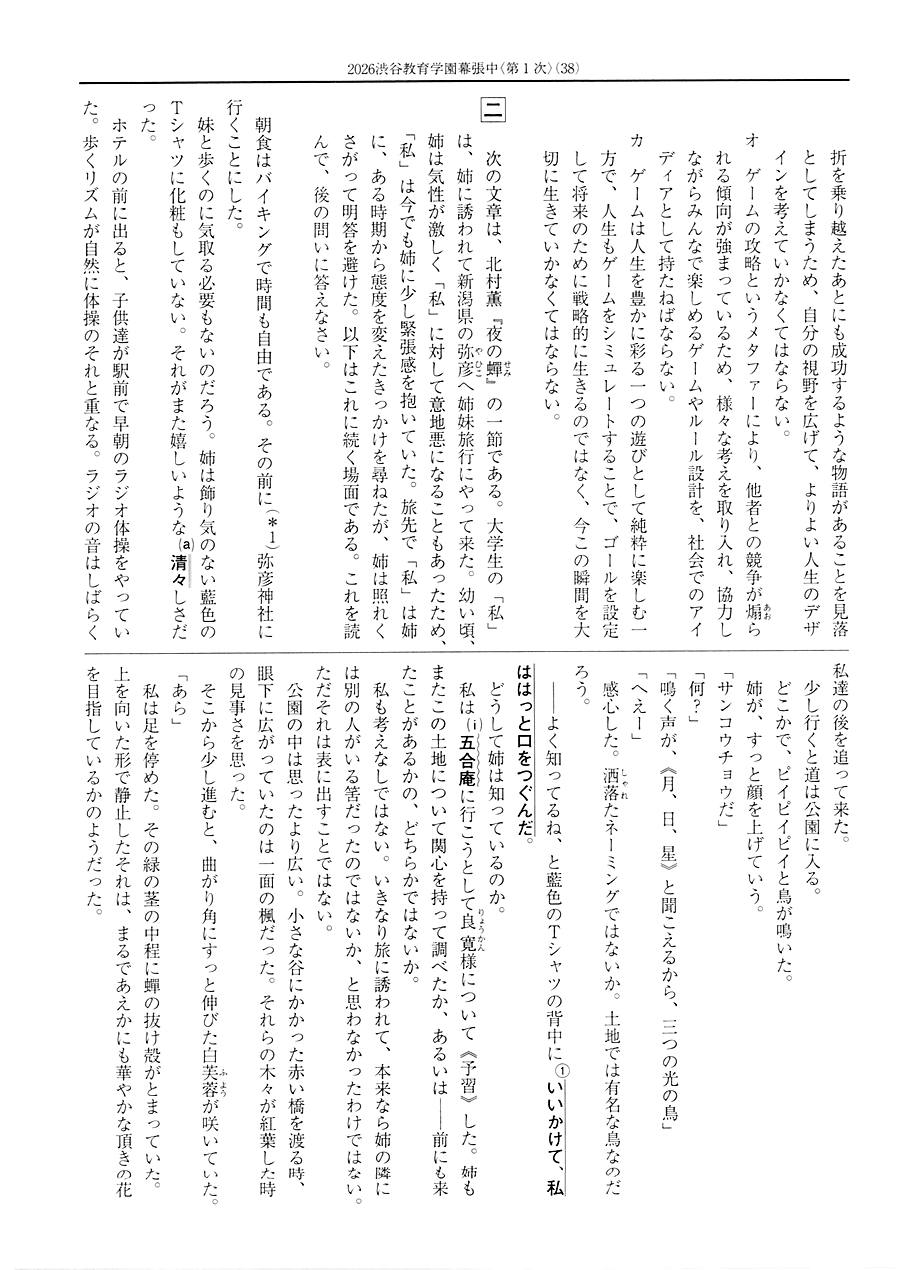 2026渋谷教育学園幕張中〈第1次〉(38)
折を乗り越えたあとにも成功するような物語があることを見落
としてしまうため、自分の視野を広げて、よりよい人生のデザ
インを考えていかなくてはならない。
オ　ゲームの攻略というメタファーにより、他者との競争が煽ら
れる傾向が強まっているため、様々な考えを取り入れ、協力し
ながらみんなで楽しめるゲームやルール設計を、社会でのアイ
ディアとして持たねばならない。
カ　ゲームは人生を豊かに彩る一つの遊びとして純粋に楽しむ一
方で、人生もゲームをシミュレートすることで、ゴールを設定
して将来のために戦略的に生きるのではなく、今この瞬間を大
切に生きていかなくてはならない。
二　次の文章は、北村薫『夜の蟬』の一節である。大学生の「私」
は、姉に誘われて新潟県の弥彦へ姉妹旅行にやって来た。幼い頃、
姉は気性が激しく「私」に対して意地悪になることもあったため、
「私」は今でも姉に少し緊張感を抱いていた。旅先で「私」は姉
に、ある時期から態度を変えたきっかけを尋ねたが、姉は照れく
さがって明答を避けた。以下はこれに続く場面である。これを読
んで、後の問いに答えなさい。
朝食はバイキングで時間も自由である。その前に(＊1)弥彦神社に
行くことにした。
妹と歩くのに気取る必要もないのだろう。姉は飾り気のない藍色の
Tシャツに化粧もしていない。それがまた嬉しいような(a)清々しさだ
った。
ホテルの前に出ると、子供達が駅前で早朝のラジオ体操をやってい
た。歩くリズムが自然に体操のそれと重なる。ラジオの音はしばらく
私達の後を追って来た。
少し行くと道は公園に入る。
どこかで、ピイピイピイと鳥が鳴いた。
姉が、すっと顔を上げていう。
「サンコウチョウだ」
「何？」
「鳴く声が、《月、日、星》と聞こえるから、三つの光の鳥」
「へえー」
感心した。洒落たネーミングではないか。土地では有名な鳥なのだ
ろう。
――よく知ってるね、と藍色のTシャツの背中に①いいかけて、私
ははっと口をつぐんだ。
どうして姉は知っているのか。
私は(i)五合庵に行こうとして良寛様について《予習》した。姉も
またこの土地について関心を持って調べたか、あるいは――前にも来
たことがあるかの、どちらかではないか。
私も考えなしではない。いきなり旅に誘われて、本来なら姉の隣に
は別の人がいる筈だったのではないか、と思わなかったわけではない。
ただそれは表に出すことではない。
公園の中は思ったより広い。小さな谷にかかった赤い橋を渡る時、
眼下に広がっていたのは一面の楓だった。それらの木々が紅葉した時
の見事さを思った。
そこから少し進むと、曲がり角にすっと伸びた白芙蓉が咲いていた。
「あら」
私は足を停めた。その緑の茎の中程に蟬の抜け殻がとまっていた。
上を向いた形で静止したそれは、まるであえかにも華やかな頂きの花
を目指しているかのようだった。